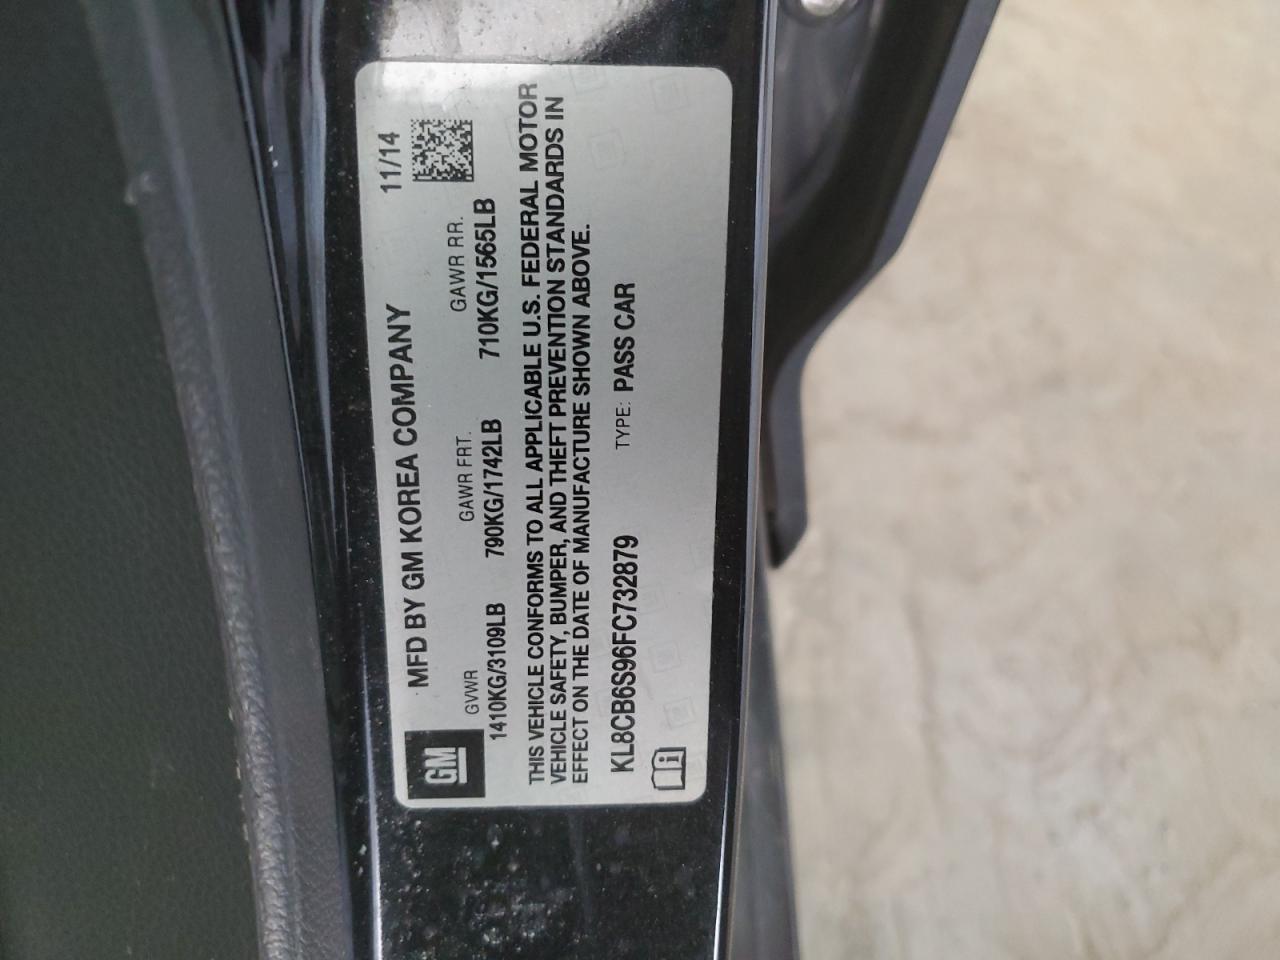 MFD BY GM KOREA COMPANY 11/14
GM
GVWR GAWR FRT. GAWR RR.
1410KG/3109LB 790KG/1742LB 710KG/1565LB
THIS VEHICLE CONFORMS TO ALL APPLICABLE U.S. FEDERAL MOTOR
VEHICLE SAFETY, BUMPER, AND THEFT PREVENTION STANDARDS IN
EFFECT ON THE DATE OF MANUFACTURE SHOWN ABOVE.
KL8CB6S96FC732879 TYPE: PASS CAR